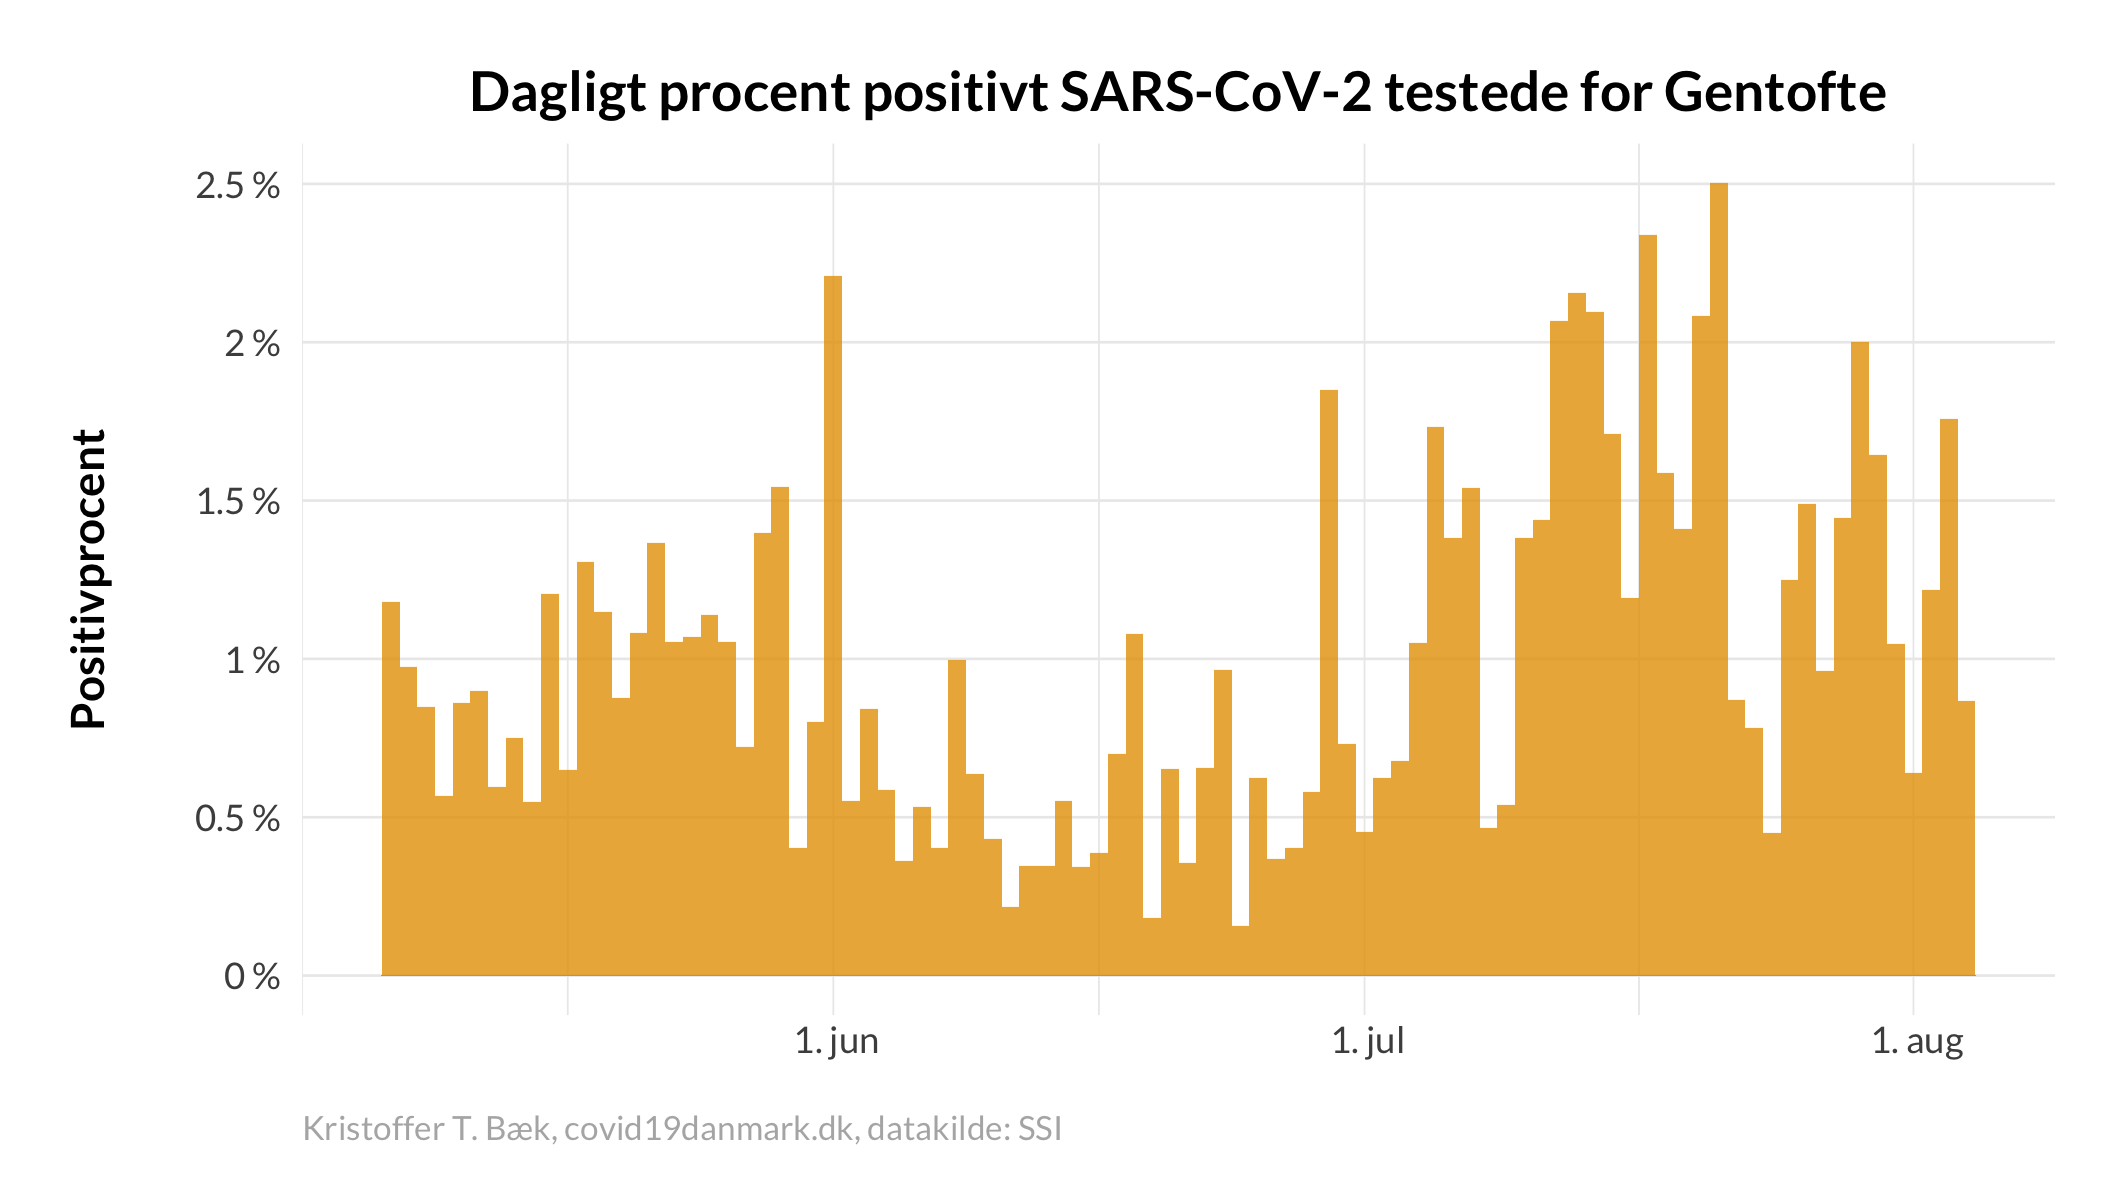 Dagligt procent positivt SARS-CoV-2 testede for Gentofte
Positivprocent
2.5 %
2 %
1.5 %
1 %
0.5 %
0 %
1. jun
1. jul
1. aug
Kristoffer T. Bæk, covid19danmark.dk, datakilde: SSI